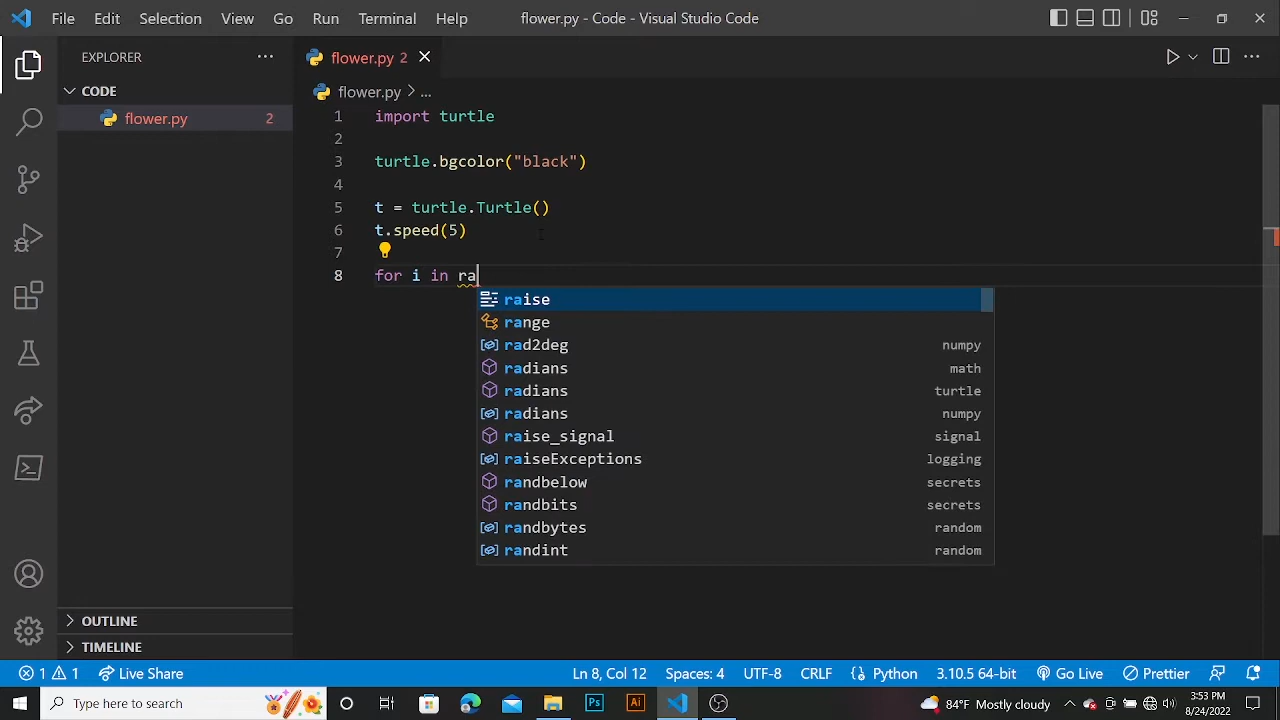 File Edit Selection View Go Run Terminal Help flower.py - Code - Visual Studio Code
EXPLORER
CODE
flower.py 2
OUTLINE
TIMELINE
flower.py 2
flower.py > ...
1 import turtle
2
3 turtle.bgcolor("black")
4
5 t = turtle.Turtle()
6 t.speed(5)
7
8 for i in ra
raise
range
rad2deg numpy
radians math
radians turtle
radians numpy
raise_signal signal
raiseExceptions logging
randbelow secrets
randbits secrets
randbytes random
randint random
1 1 Live Share Ln 8, Col 12 Spaces: 4 UTF-8 CRLF Python 3.10.5 64-bit Go Live Prettier
Type here to search Ps Ai 84°F Mostly cloudy 3:53 PM
8/24/2022